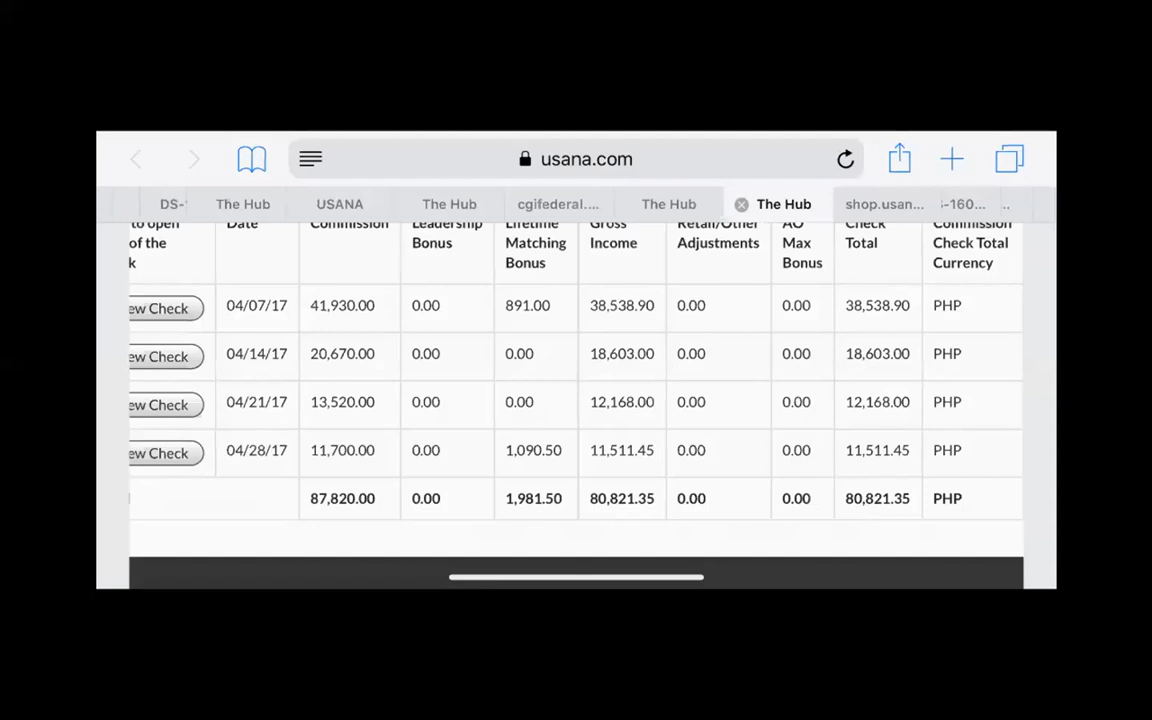 usana.com
The Hub USANA The Hub cgifederal.... The Hub The Hub shop.usan... -160... ..
to open Date Commission Leadership Lifetime Gross Retail/Other AO Check Commission
of the Bonus Matching Income Adjustments Max Total Check Total
k Bonus Bonus Currency
ew Check 04/07/17 41,930.00 0.00 891.00 38,538.90 0.00 0.00 38,538.90 PHP
ew Check 04/14/17 20,670.00 0.00 0.00 18,603.00 0.00 0.00 18,603.00 PHP
ew Check 04/21/17 13,520.00 0.00 0.00 12,168.00 0.00 0.00 12,168.00 PHP
ew Check 04/28/17 11,700.00 0.00 1,090.50 11,511.45 0.00 0.00 11,511.45 PHP
87,820.00 0.00 1,981.50 80,821.35 0.00 0.00 80,821.35 PHP